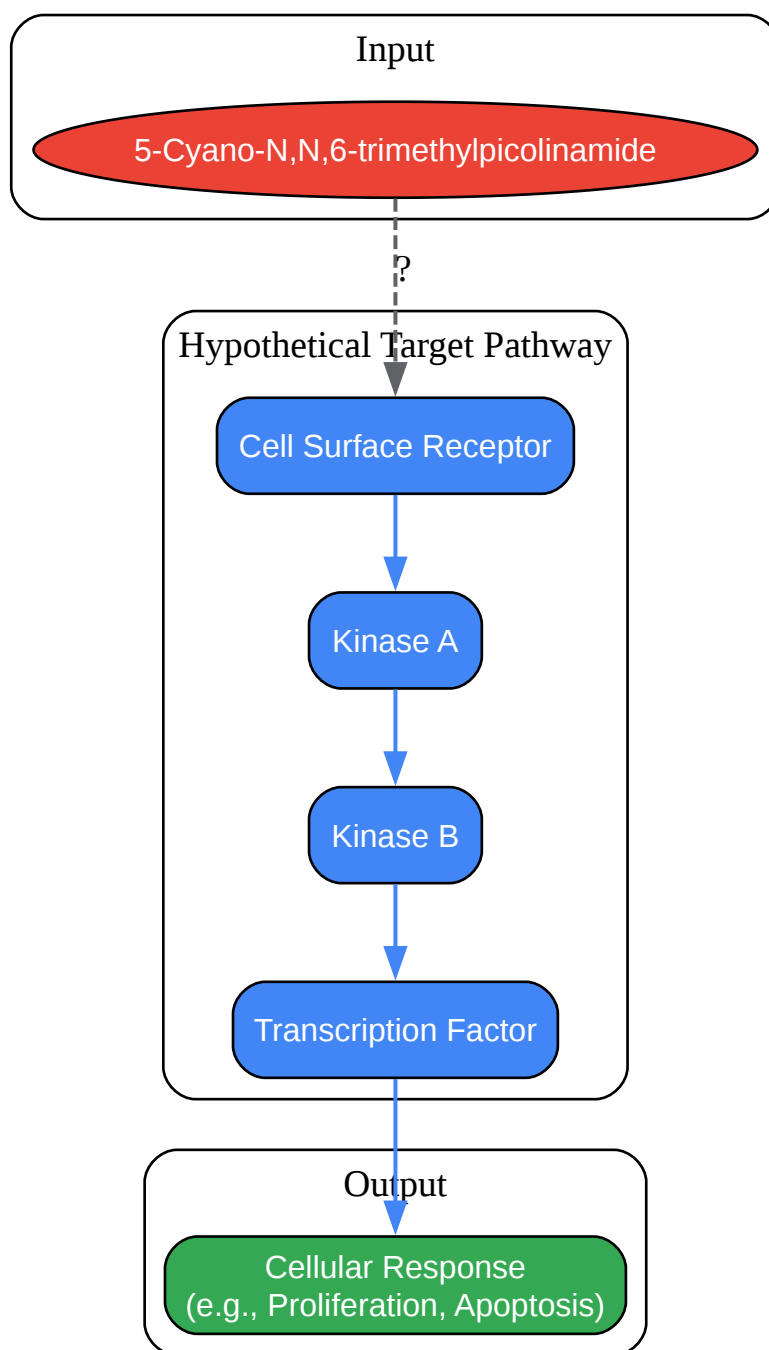 Input
5-Cyano-N,N,6-trimethylpicolinamide
?
Hypothetical Target Pathway
Cell Surface Receptor
Kinase A
Kinase B
Transcription Factor
Output
Cellular Response
(e.g., Proliferation, Apoptosis)